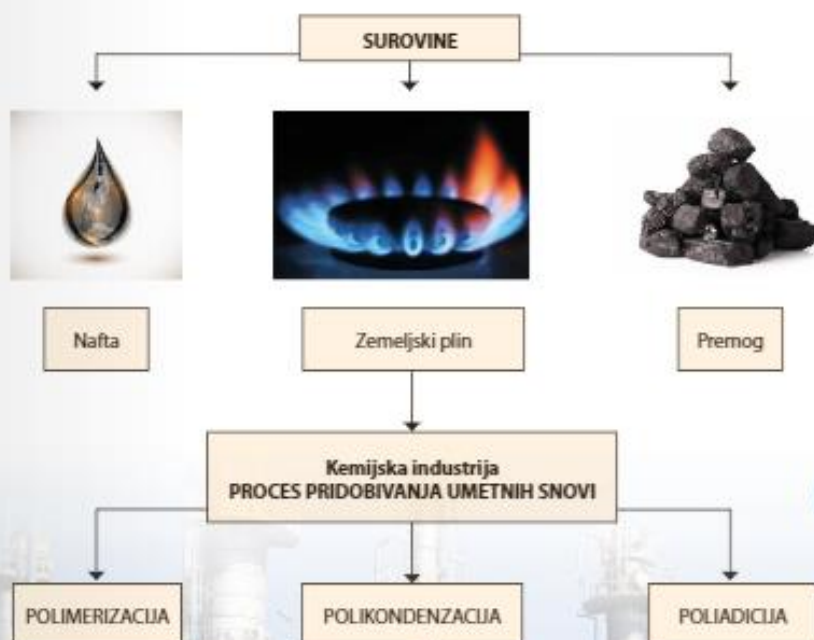 SUROVINE
Nafta
Zemeljski plin
Premog
Kemijska industrija
PROCES PRIDOBIVANJA UMETNIH SNOVI
POLIMERIZACIJA
POLIKONDENZACIJA
POLIADICIJA